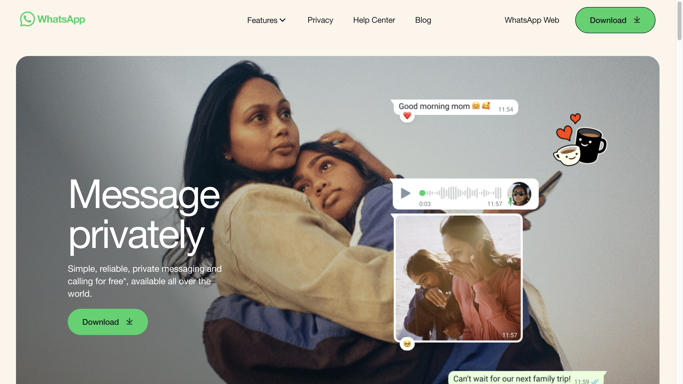 WhatsApp
Features
Privacy
Help Center
Blog
WhatsApp Web
Download
Message
privately
Simple, reliable, private messaging and
calling for free*, available all over the
world.
Download
Good morning mom 🤗 🥰
11:54
0:03
11:57
11:57
Can't wait for our next family trip!
11:59